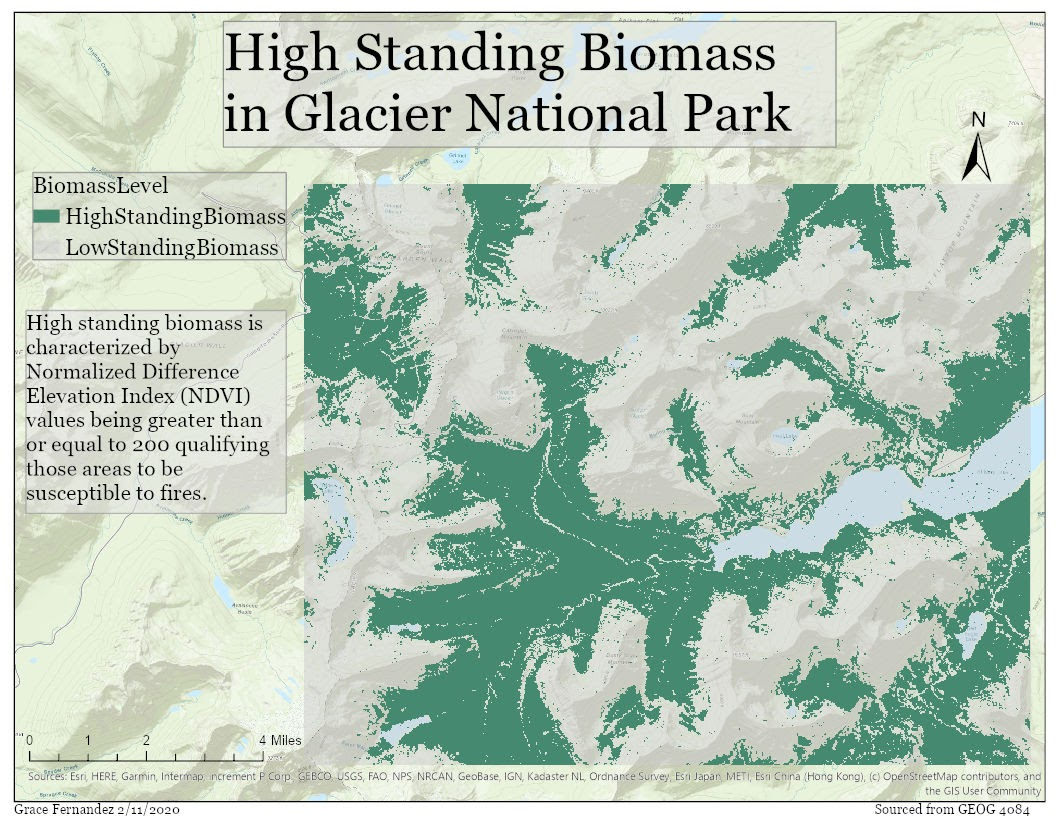 High Standing Biomass
in Glacier National Park
N
BiomassLevel
HighStandingBiomass
LowStandingBiomass
High standing biomass is
characterized by
Normalized Difference
Elevation Index (NDVI)
values being greater than
or equal to 200 qualifying
those areas to be
susceptible to fires.
Avalanche
Basin
0 1 2 4 Miles
Sources: Esri, HERE, Garmin, Intermap, increment P Corp., GEBCO, USGS, FAO, NPS, NRCAN, GeoBase, IGN, Kadaster NL, Ordnance Survey, Esri Japan, METI, Esri China (Hong Kong), (c) OpenStreetMap contributors, and
the GIS User Community
Grace Fernandez 2/11/2020
Sourced from GEOG 4084